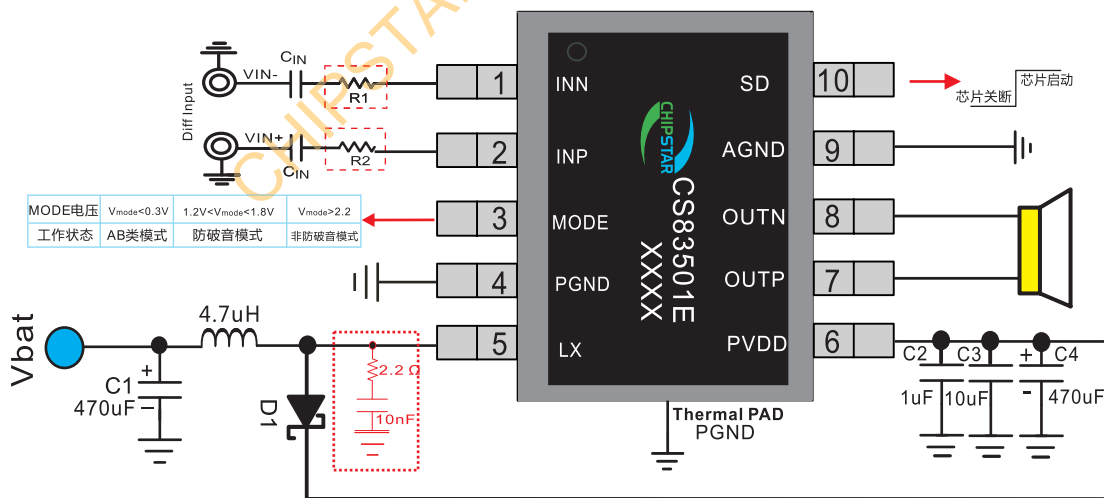 CHIPSTAR
Diff Input
VIN-
CIN
R1
VIN+
CIN
R2
MODE电压 Vmode<0.3V 1.2V<Vmode<1.8V Vmode>2.2
工作状态 AB类模式 防破音模式 非防破音模式
1 INN
2 INP
3 MODE
4 PGND
5 LX
CHIPSTAR
CS83501E
XXXX
SD 10
AGND 9
OUTN 8
OUTP 7
PVDD 6
芯片关断 芯片启动
Vbat
4.7uH
+
C1
470uF
−
D1
2.2 Ω
10nF
Thermal PAD
PGND
C2
1uF
C3
10uF
+
C4
-
470uF